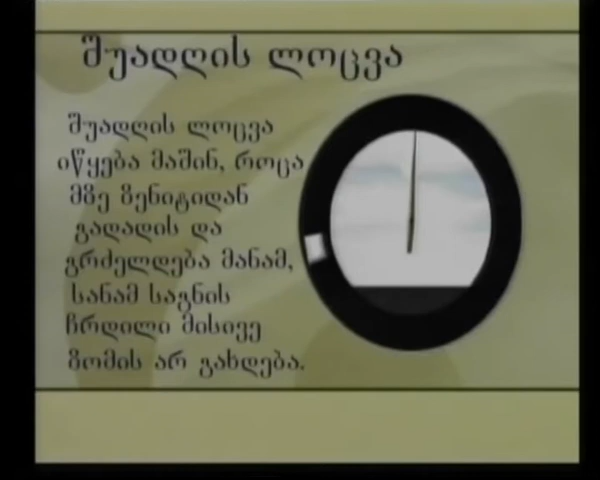 შუადღის ლოცვა
შუადღის ლოცვა
იწყება მაშინ, როცა
მზე ზენიტიდან
გადადის და
გრძელდება მანამ,
სანამ საგნის
ჩრდილი მისივე
ზომის არ გახდება.